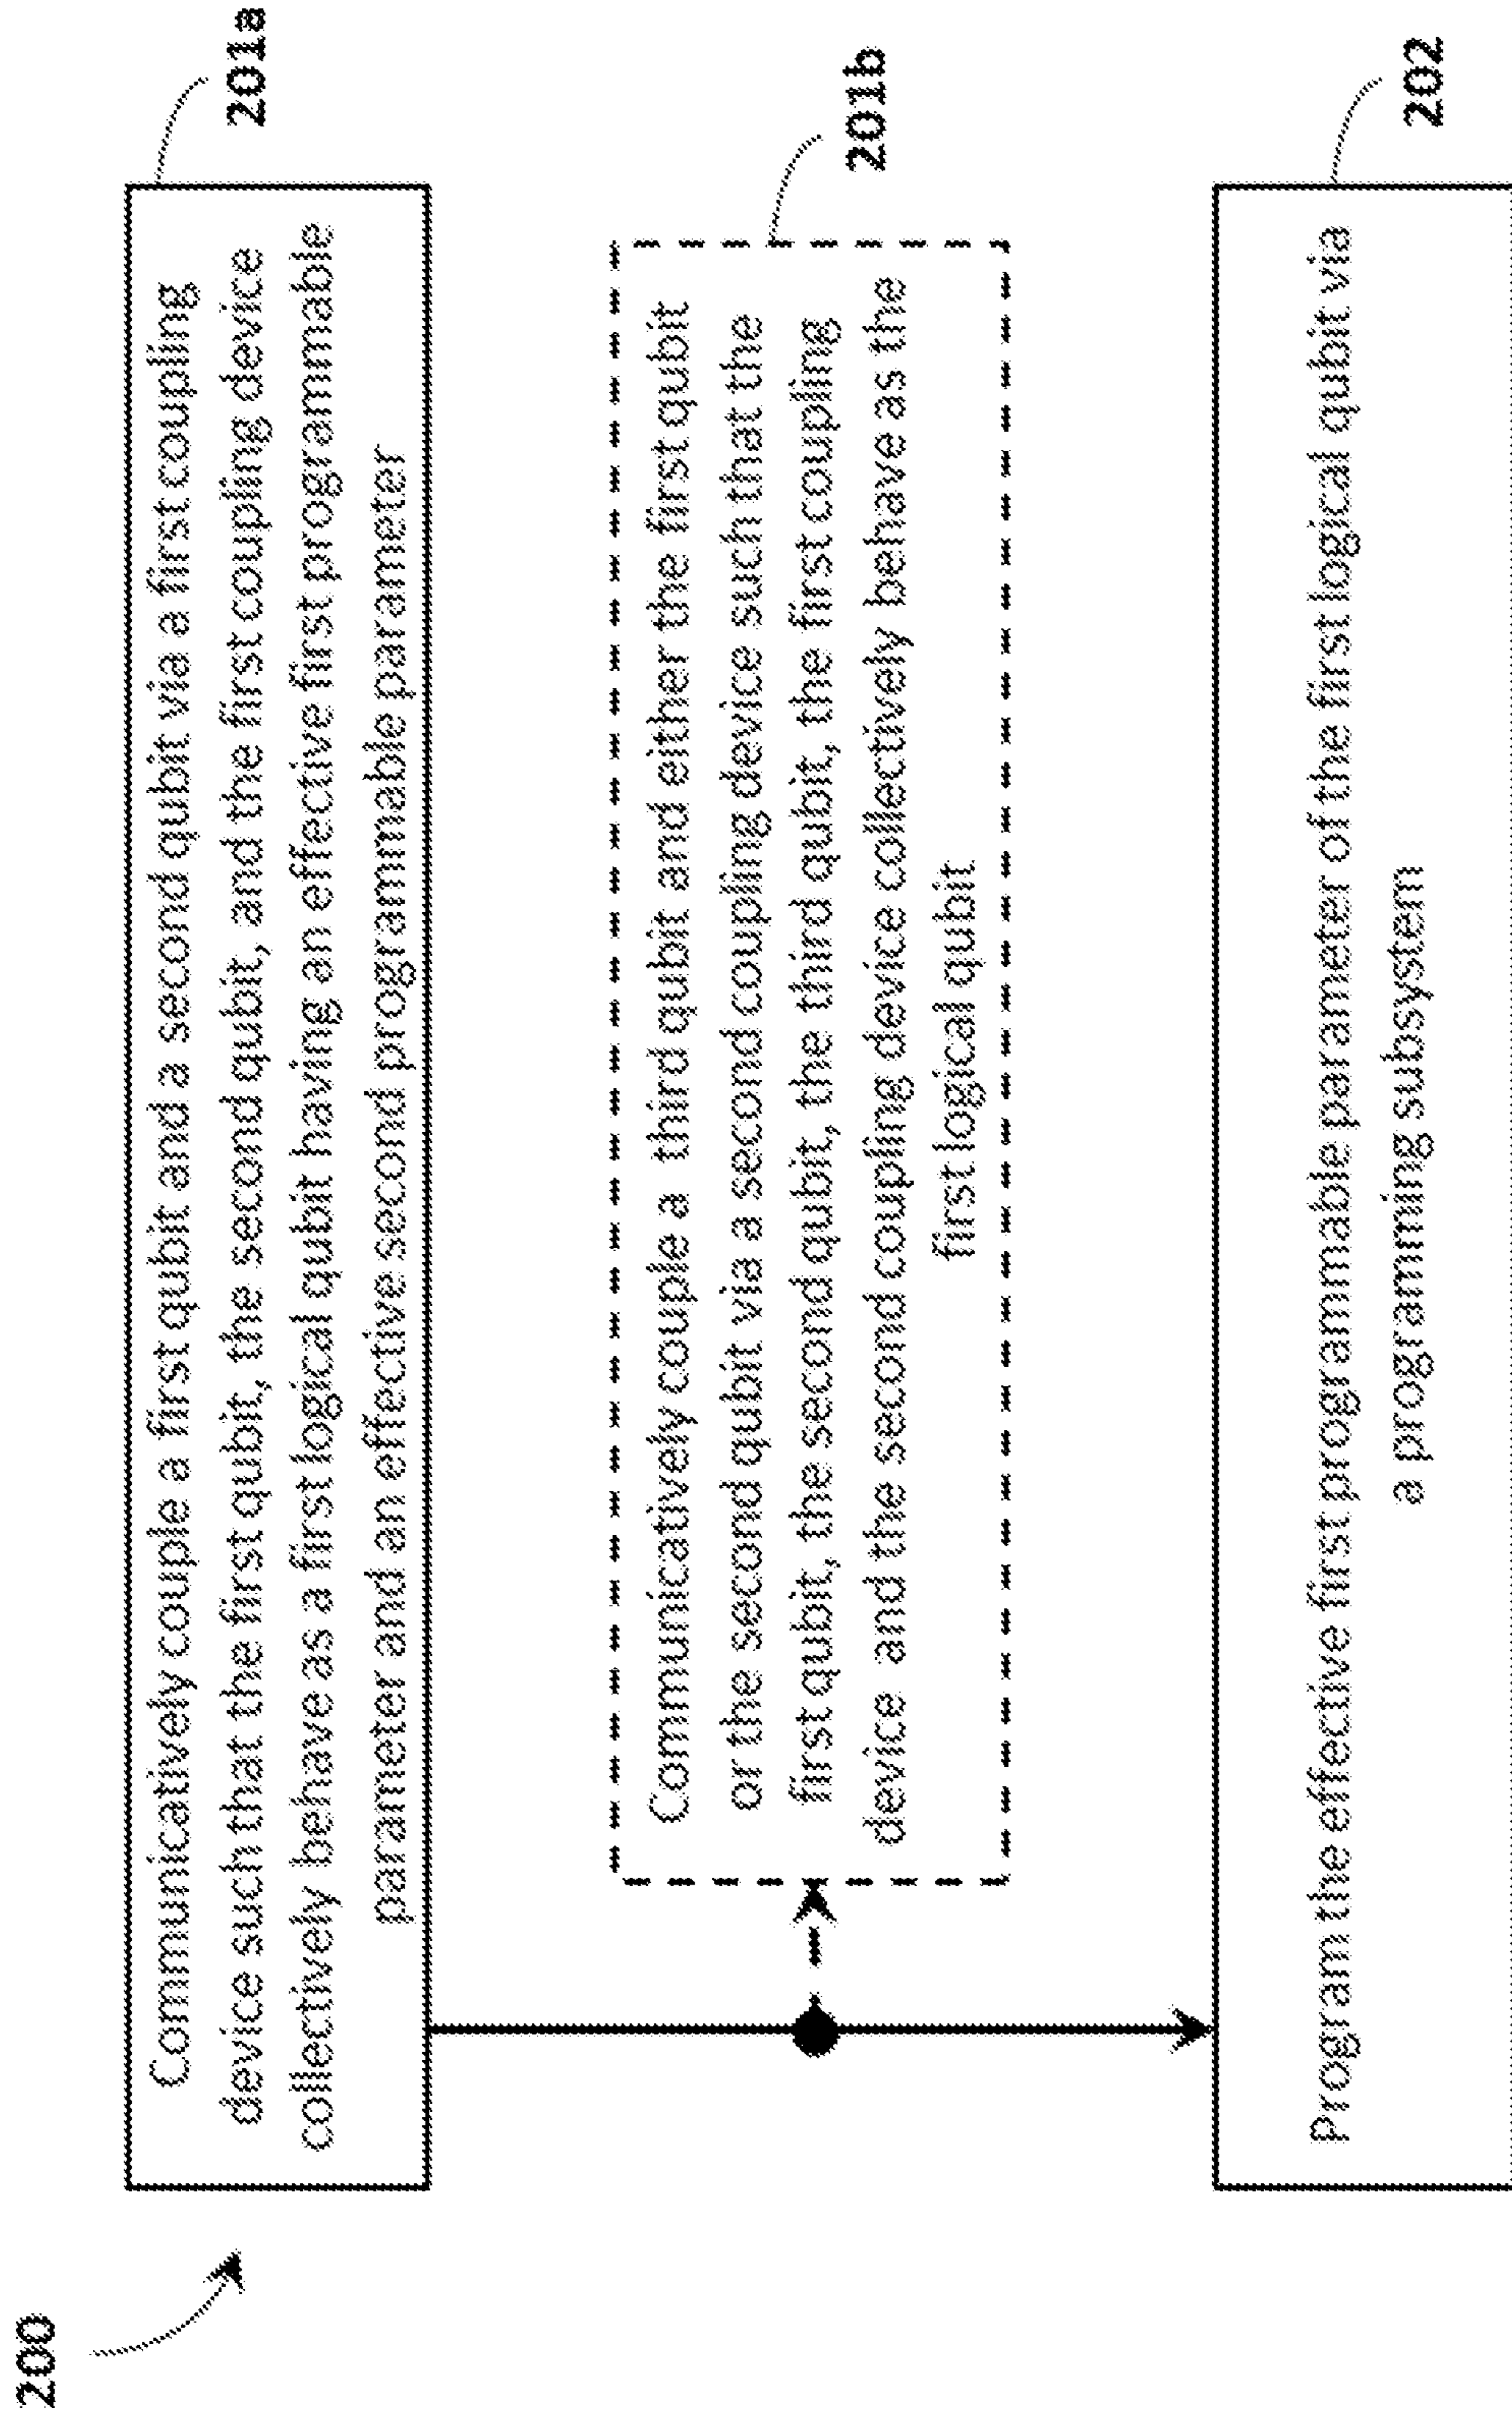 200
201a
Communicatively couple a first qubit and a second qubit via a first coupling
device such that the first qubit, the second qubit, and the first coupling device
collectively behave as a first logical qubit having an effective first programmable
parameter and an effective second programmable parameter
201b
Communicatively couple a third qubit and either the first qubit
or the second qubit via a second coupling device such that the
first qubit, the second qubit, the third qubit, the first coupling
device and the second coupling device collectively behave as the
first logical qubit
202
Program the effective first programmable parameter of the first logical qubit via
a programming subsystem